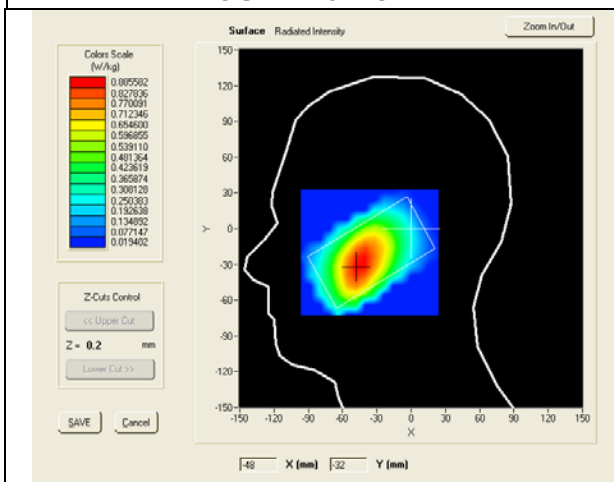 Surface Radiated Intensity
Zoom In/Out
Colors Scale
(W/kg)
0.885582
0.827836
0.770091
0.712346
0.654600
0.596855
0.539110
0.481364
0.423619
0.365874
0.308128
0.250383
0.192638
0.134892
0.077147
0.019402
Z-Cuts Control
<< Upper Cut
Z = 0.2 mm
Lower Cut >>
SAVE Cancel
150
120
90
60
30
0
-30
-60
-90
-120
-150
Y
-150 -120 -90 -60 -30 0 30 60 90 120 150
X
-48 X (mm) -32 Y (mm)